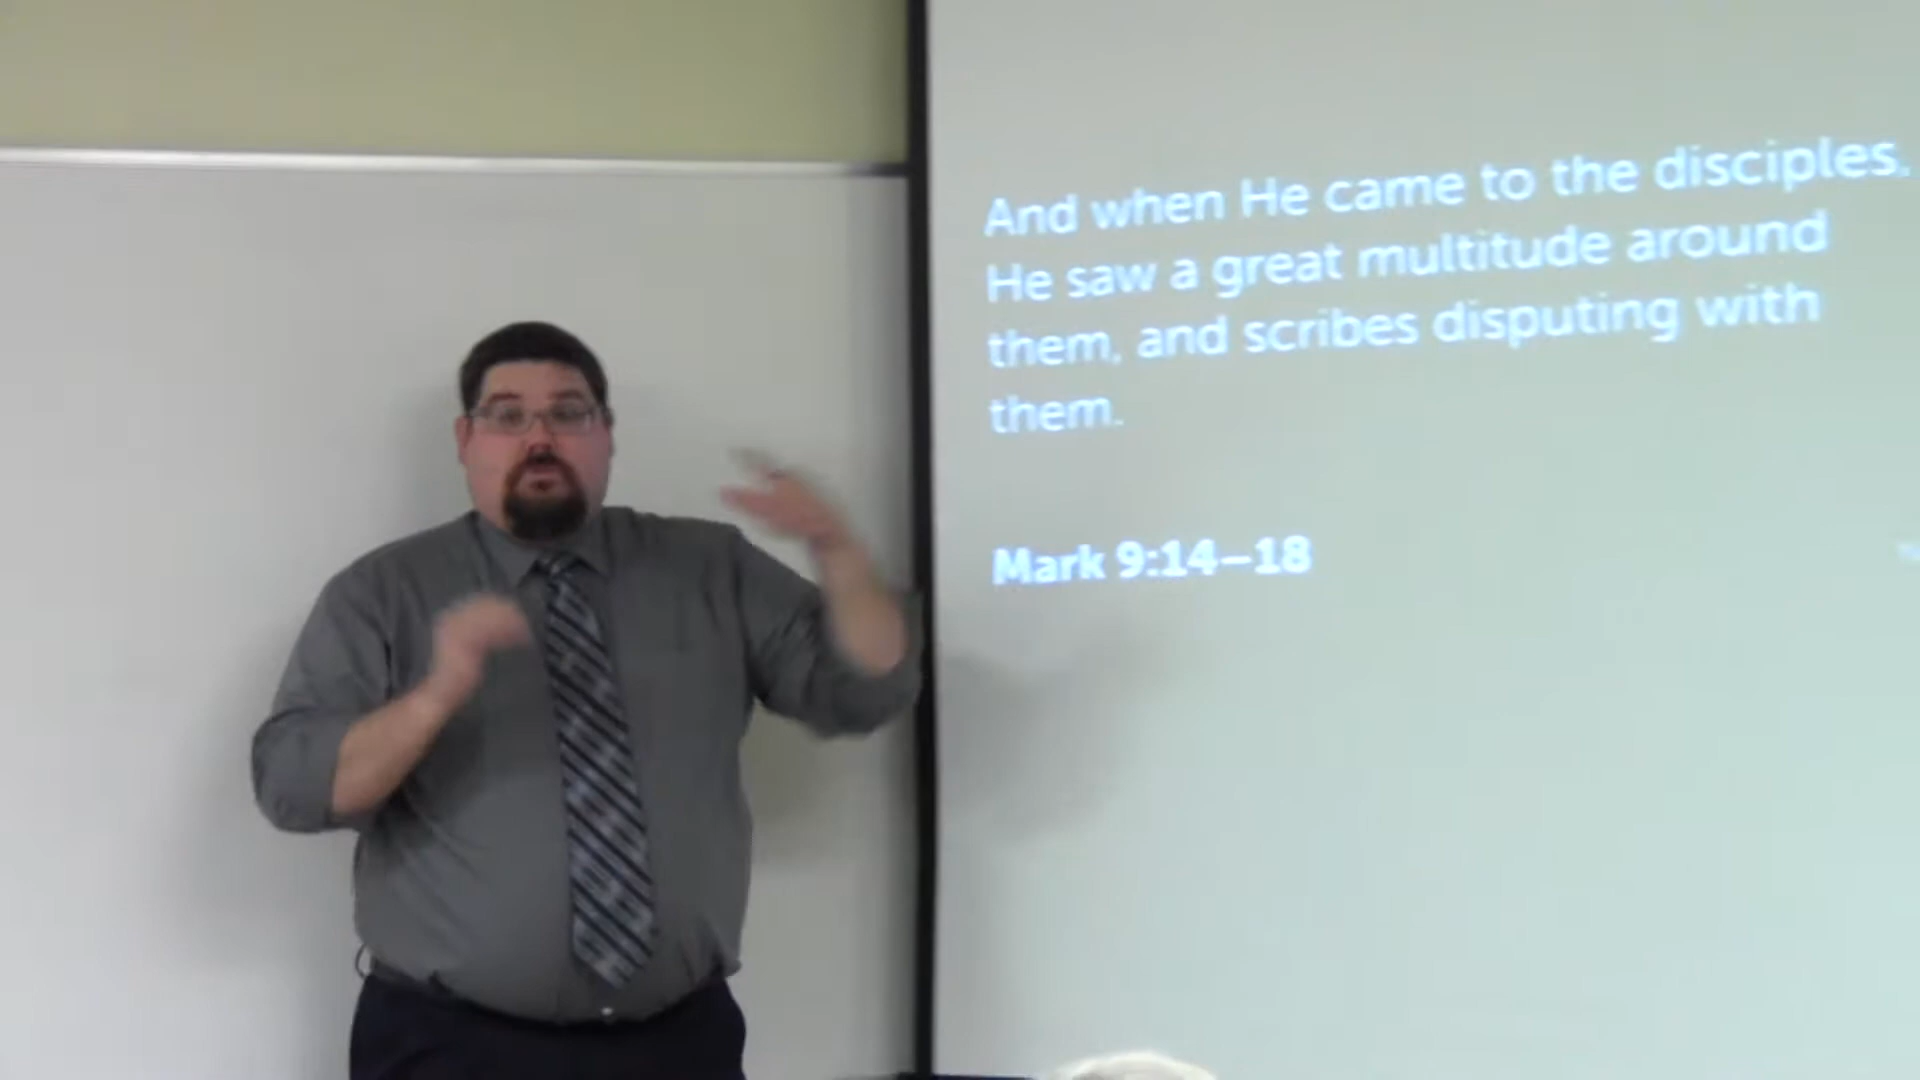 And when He came to the disciples,
He saw a great multitude around
them, and scribes disputing with
them.
Mark 9:14–18